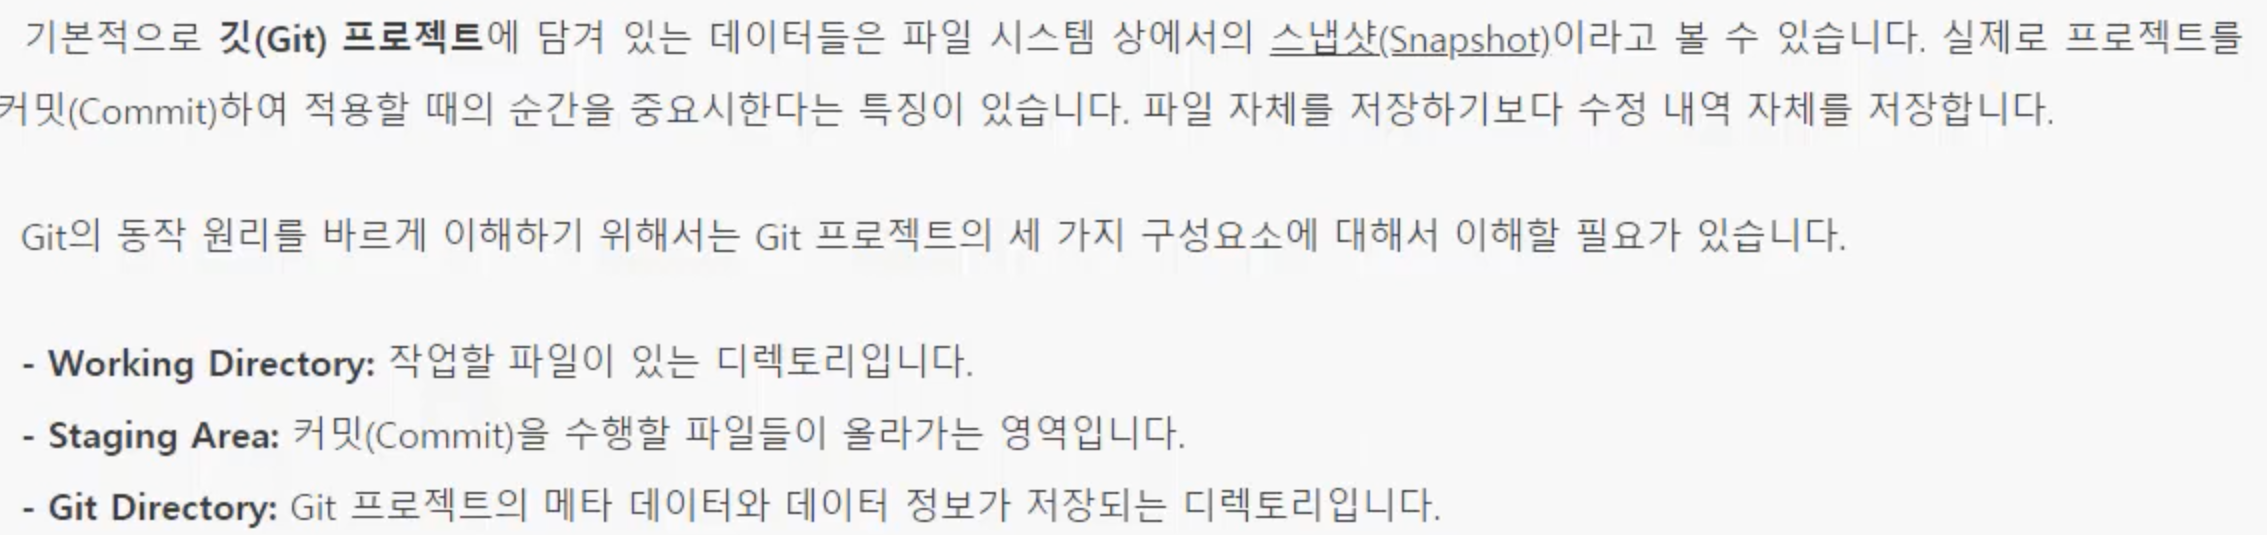 기본적으로 깃(Git) 프로젝트에 담겨 있는 데이터들은 파일 시스템 상에서의 스냅샷(Snapshot)이라고 볼 수 있습니다. 실제로 프로젝트를
커밋(Commit)하여 적용할 때의 순간을 중요시한다는 특징이 있습니다. 파일 자체를 저장하기보다 수정 내역 자체를 저장합니다.
Git의 동작 원리를 바르게 이해하기 위해서는 Git 프로젝트의 세 가지 구성요소에 대해서 이해할 필요가 있습니다.
- Working Directory: 작업할 파일이 있는 디렉토리입니다.
- Staging Area: 커밋(Commit)을 수행할 파일들이 올라가는 영역입니다.
- Git Directory: Git 프로젝트의 메타 데이터와 데이터 정보가 저장되는 디렉토리입니다.